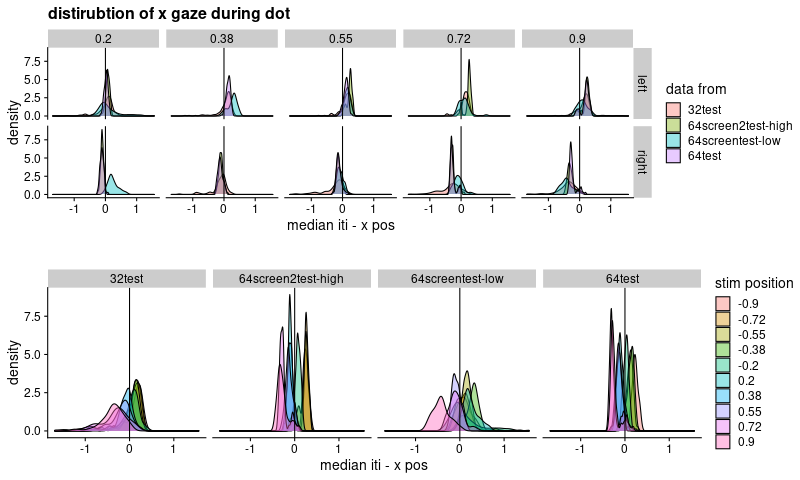 distirubtion of x gaze during dot
0.2 0.38 0.55 0.72 0.9
density
7.5
5.0
2.5
0.0
left
7.5
5.0
2.5
0.0
right
-1 0 1 -1 0 1 -1 0 1 -1 0 1 -1 0 1
median iti - x pos
data from
32test
64screen2test-high
64screentest-low
64test
32test 64screen2test-high 64screentest-low 64test
density
7.5
5.0
2.5
0.0
-1 0 1 -1 0 1 -1 0 1 -1 0 1
median iti - x pos
stim position
-0.9
-0.72
-0.55
-0.38
-0.2
0.2
0.38
0.55
0.72
0.9